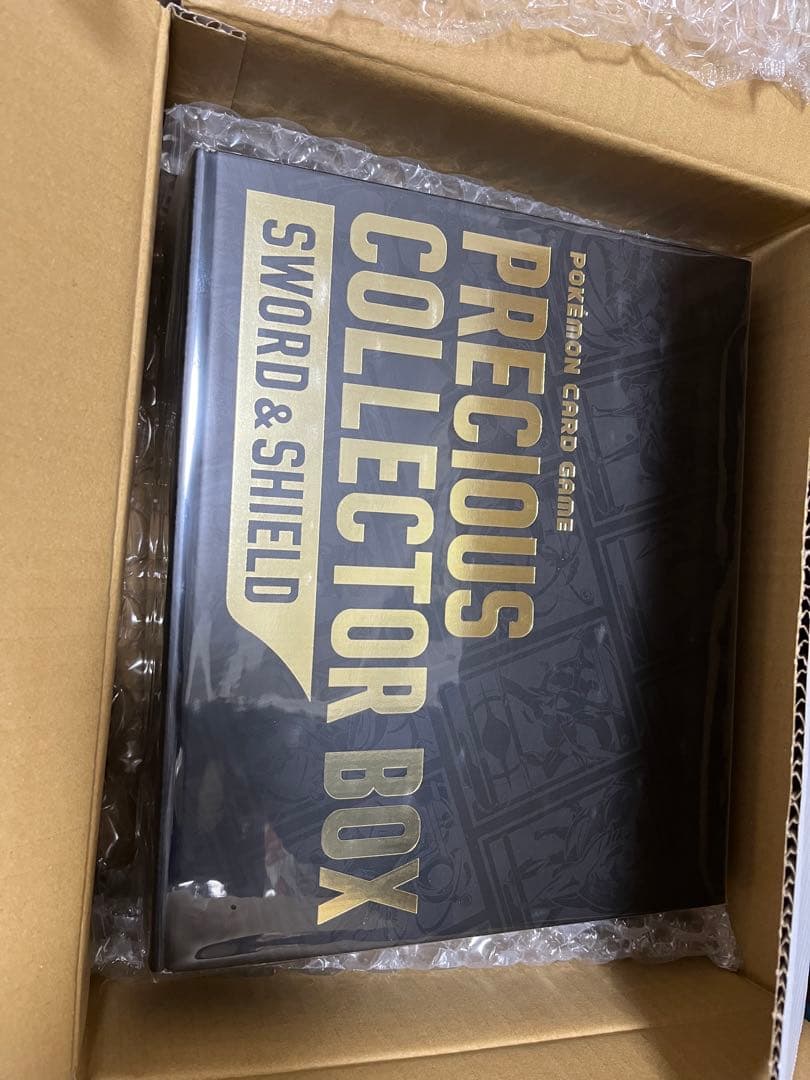 POKÉMON CARD GAME
PRECIOUS
COLLECTOR BOX
SWORD & SHIELD